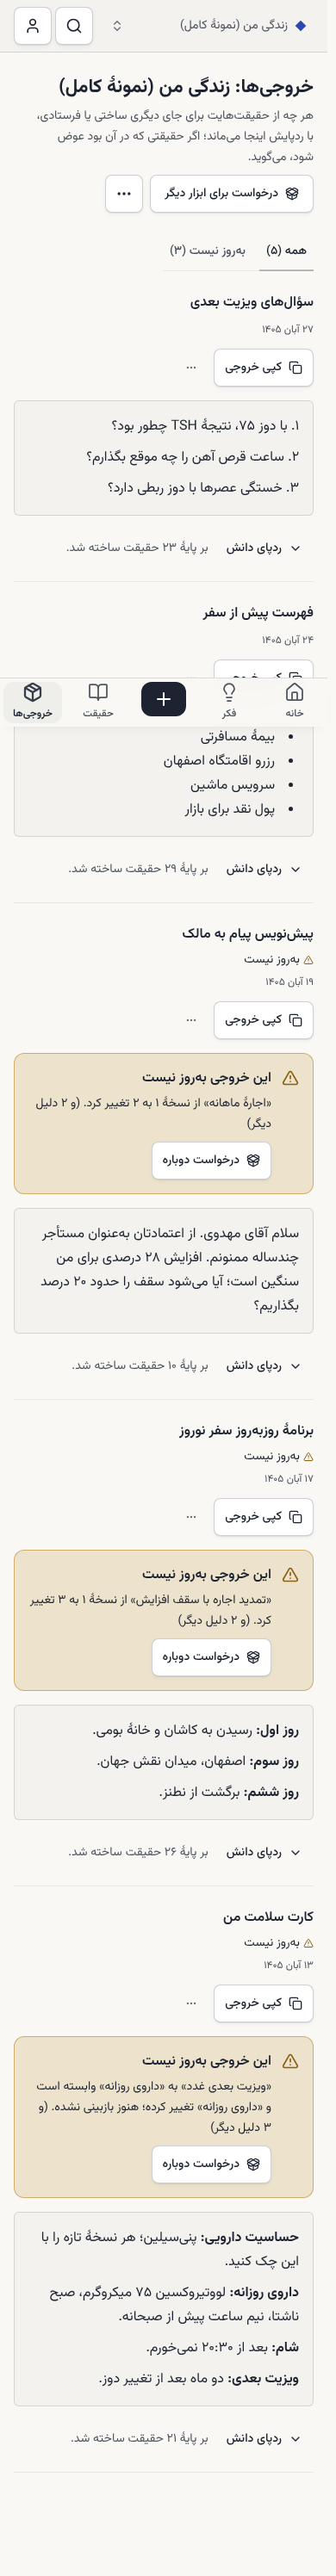 زندگی من (نمونهٔ کامل)
خروجی‌ها: زندگی من (نمونهٔ کامل)
هر چه از حقیقت‌هایت برای جای دیگری ساختی یا فرستادی،
با ردپایش اینجا می‌ماند؛ اگر حقیقتی که در آن بود عوض
شود، می‌گوید.
درخواست برای ابزار دیگر
همه (۵)
به‌روز نیست (۳)
سؤال‌های ویزیت بعدی
۲۷ آبان ۱۴۰۵
کپی خروجی
۱. با دوز ۷۵، نتیجهٔ TSH چطور بود؟
۲. ساعت قرص آهن را چه موقع بگذارم؟
۳. خستگی عصرها با دوز ربطی دارد؟
ردپای دانش
بر پایهٔ ۲۳ حقیقت ساخته شد.
فهرست پیش از سفر
۲۴ آبان ۱۴۰۵
خانه
فکر
حقیقت
خروجی‌ها
بیمهٔ مسافرتی
رزرو اقامتگاه اصفهان
سرویس ماشین
پول نقد برای بازار
ردپای دانش
بر پایهٔ ۲۹ حقیقت ساخته شد.
پیش‌نویس پیام به مالک
به‌روز نیست
۱۹ آبان ۱۴۰۵
کپی خروجی
این خروجی به‌روز نیست
«اجارهٔ ماهانه» از نسخهٔ ۱ به ۲ تغییر کرد. (و ۲ دلیل
دیگر)
درخواست دوباره
سلام آقای مهدوی. از اعتمادتان به‌عنوان مستأجر
چندساله ممنونم. افزایش ۲۸ درصدی برای من
سنگین است؛ آیا می‌شود سقف را حدود ۲۰ درصد
بگذاریم؟
ردپای دانش
بر پایهٔ ۱۰ حقیقت ساخته شد.
برنامهٔ روزبه‌روز سفر نوروز
به‌روز نیست
۱۷ آبان ۱۴۰۵
کپی خروجی
این خروجی به‌روز نیست
«تمدید اجاره با سقف افزایش» از نسخهٔ ۱ به ۳ تغییر
کرد. (و ۲ دلیل دیگر)
درخواست دوباره
روز اول: رسیدن به کاشان و خانهٔ بومی.
روز سوم: اصفهان، میدان نقش جهان.
روز ششم: برگشت از نطنز.
ردپای دانش
بر پایهٔ ۲۶ حقیقت ساخته شد.
کارت سلامت من
به‌روز نیست
۱۳ آبان ۱۴۰۵
کپی خروجی
این خروجی به‌روز نیست
«ویزیت بعدی غدد» به «داروی روزانه» وابسته است
و «داروی روزانه» تغییر کرده؛ هنوز بازبینی نشده. (و
۳ دلیل دیگر)
درخواست دوباره
حساسیت دارویی: پنی‌سیلین؛ هر نسخهٔ تازه را با
این چک کنید.
داروی روزانه: لووتیروکسین ۷۵ میکروگرم، صبح
ناشتا، نیم ساعت پیش از صبحانه.
شام: بعد از ۲۰:۳۰ نمی‌خورم.
ویزیت بعدی: دو ماه بعد از تغییر دوز.
ردپای دانش
بر پایهٔ ۲۱ حقیقت ساخته شد.